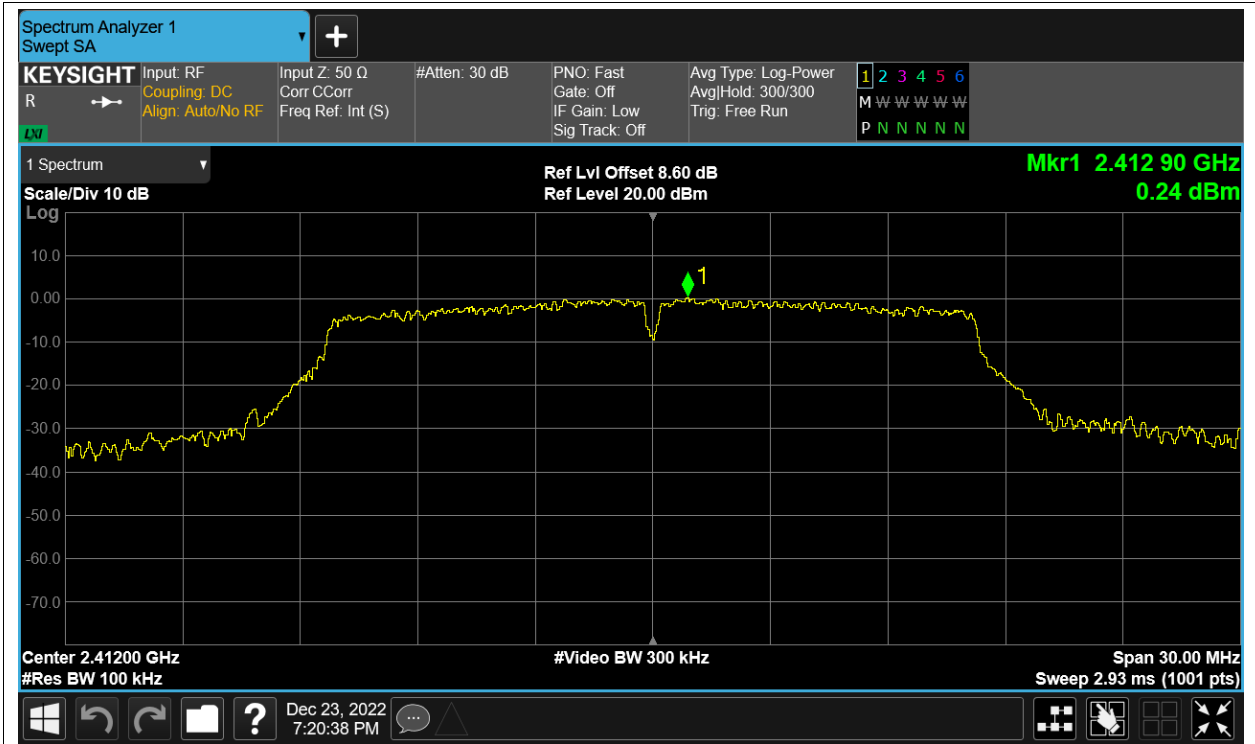 Spectrum Analyzer 1
Swept SA
KEYSIGHT
R
LXI
Input: RF
Coupling: DC
Align: Auto/No RF
Input Z: 50 Ω
Corr CCorr
Freq Ref: Int (S)
#Atten: 30 dB
PNO: Fast
Gate: Off
IF Gain: Low
Sig Track: Off
Avg Type: Log-Power
Avg|Hold: 300/300
Trig: Free Run
1 2 3 4 5 6
M W W W W W
P N N N N N
1 Spectrum
Scale/Div 10 dB
Log
Ref Lvl Offset 8.60 dB
Ref Level 20.00 dBm
Mkr1 2.412 90 GHz
0.24 dBm
1
10.0
0.00
-10.0
-20.0
-30.0
-40.0
-50.0
-60.0
-70.0
Center 2.41200 GHz
#Res BW 100 kHz
#Video BW 300 kHz
Span 30.00 MHz
Sweep 2.93 ms (1001 pts)
?
Dec 23, 2022
7:20:38 PM